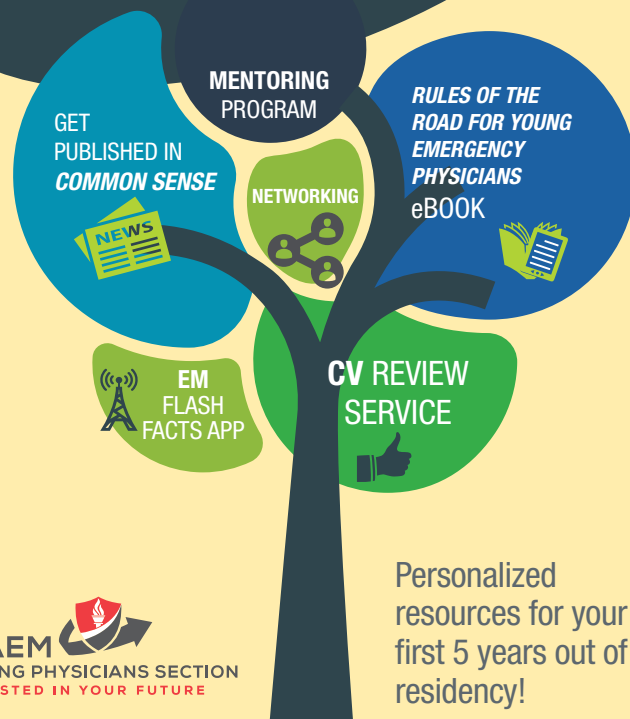 MENTORING
PROGRAM
GET
PUBLISHED IN
COMMON SENSE
NEWS
NETWORKING
RULES OF THE
ROAD FOR YOUNG
EMERGENCY
PHYSICIANS
eBOOK
EM
FLASH
FACTS APP
CV REVIEW
SERVICE
Personalized
resources for your
first 5 years out of
residency!
AEM
NG PHYSICIANS SECTION
STED IN YOUR FUTURE